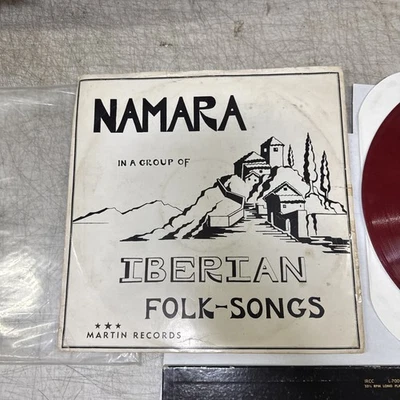 NAMARA
IN A GROUP OF
IBERIAN
FOLK-SONGS
★★★
MARTIN RECORDS